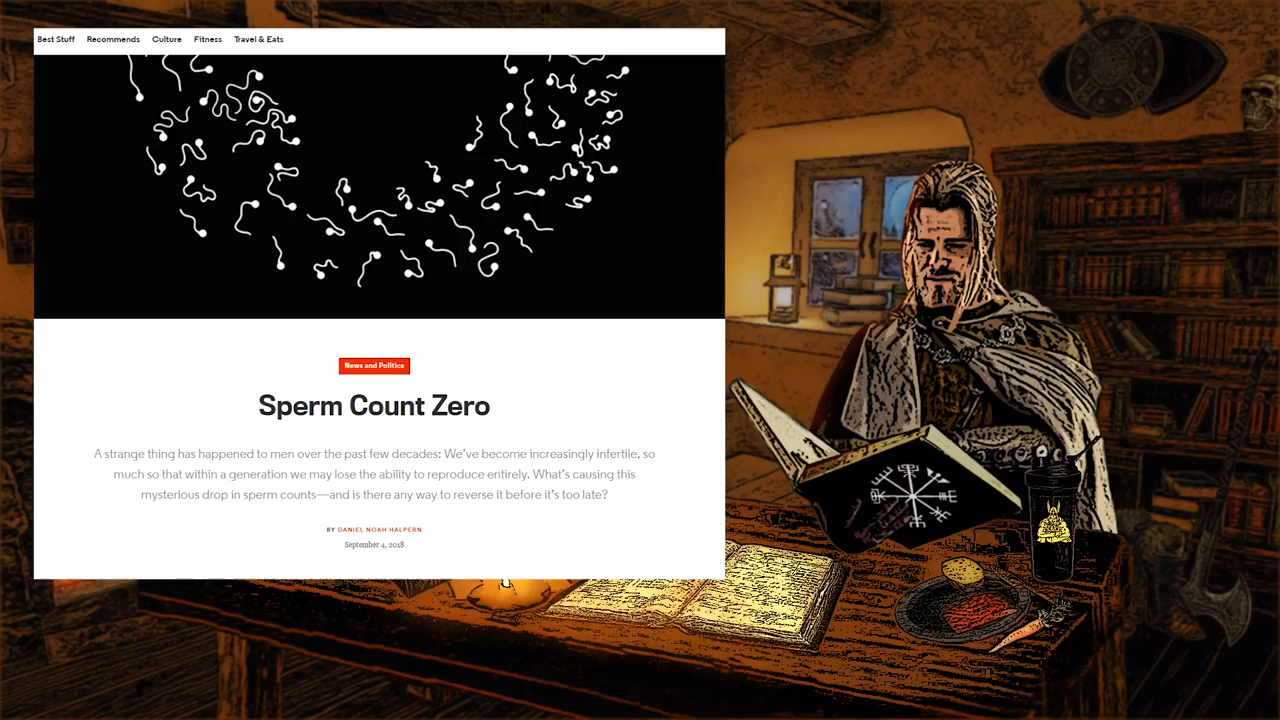 Best Stuff Recommends Culture Fitness Travel & Eats
News and Politics
Sperm Count Zero
A strange thing has happened to men over the past few decades: We've become increasingly infertile, so
much so that within a generation we may lose the ability to reproduce entirely. What's causing this
mysterious drop in sperm counts—and is there any way to reverse it before it's too late?
BY DANIEL NOAH HALPERN
September 4, 2018